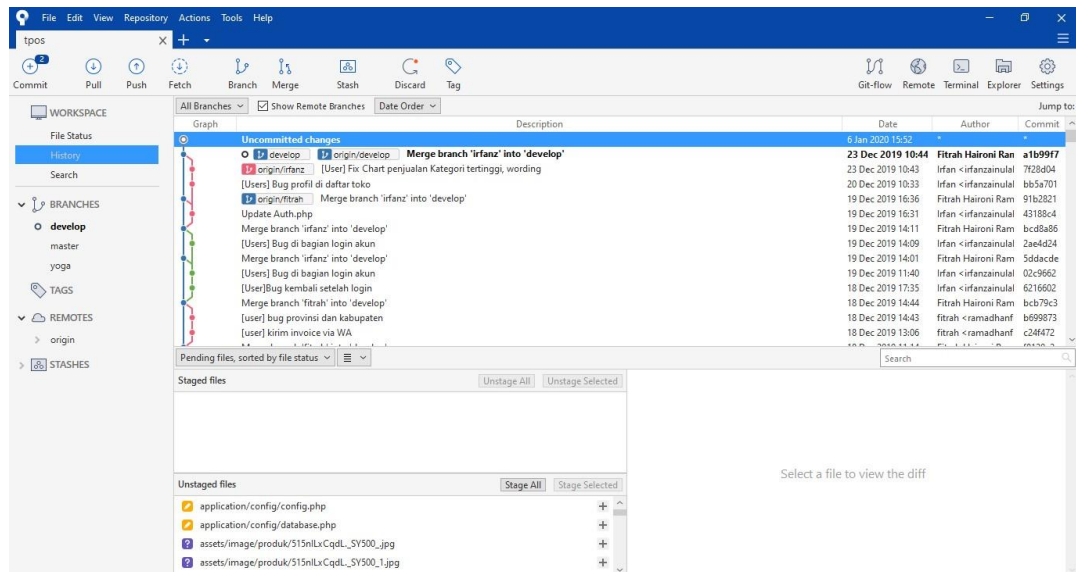 File Edit View Repository Actions Tools Help
tpos
2
Commit Pull Push Fetch Branch Merge Stash Discard Tag Git-flow Remote Terminal Explorer Settings
WORKSPACE
File Status
History
Search
BRANCHES
develop
master
yoga
TAGS
REMOTES
origin
STASHES
All Branches Show Remote Branches Date Order Jump to:
Graph Description Date Author Commit
Uncommitted changes 6 Jan 2020 15:52 * *
develop origin/develop Merge branch 'irfanz' into 'develop' 23 Dec 2019 10:44 Fitrah Haironi Ran a1b99f7
origin/irfanz [User] Fix Chart penjualan Kategori tertinggi, wording 23 Dec 2019 10:43 Irfan <irfanzainulal 7f28d04
[Users] Bug profil di daftar toko 20 Dec 2019 10:33 Irfan <irfanzainulal bb5a701
origin/fitrah Merge branch 'irfanz' into 'develop' 19 Dec 2019 16:36 Fitrah Haironi Ram 91b2821
Update Auth.php 19 Dec 2019 16:31 Irfan <irfanzainulal 43188c4
Merge branch 'irfanz' into 'develop' 19 Dec 2019 14:11 Fitrah Haironi Ram bcd8a86
[Users] Bug di bagian login akun 19 Dec 2019 14:09 Irfan <irfanzainulal 2ae4d24
Merge branch 'irfanz' into 'develop' 19 Dec 2019 14:01 Fitrah Haironi Ram 5ddacde
[Users] Bug di bagian login akun 19 Dec 2019 11:40 Irfan <irfanzainulal 02c9662
[User]Bug kembali setelah login 18 Dec 2019 17:35 Irfan <irfanzainulal 6216602
Merge branch 'fitrah' into 'develop' 18 Dec 2019 14:44 Fitrah Haironi Ram bcb79c3
[user] bug provinsi dan kabupaten 18 Dec 2019 14:43 fitrah <ramadhanf b699873
[user] kirim invoice via WA 18 Dec 2019 13:06 fitrah <ramadhanf c24f472
Pending files, sorted by file status Search
Staged files Unstage All Unstage Selected
Select a file to view the diff
Unstaged files Stage All Stage Selected
application/config/config.php
application/config/database.php
assets/image/produk/515nlLxCqdL._SY500_.jpg
assets/image/produk/515nlLxCqdL._SY500_1.jpg